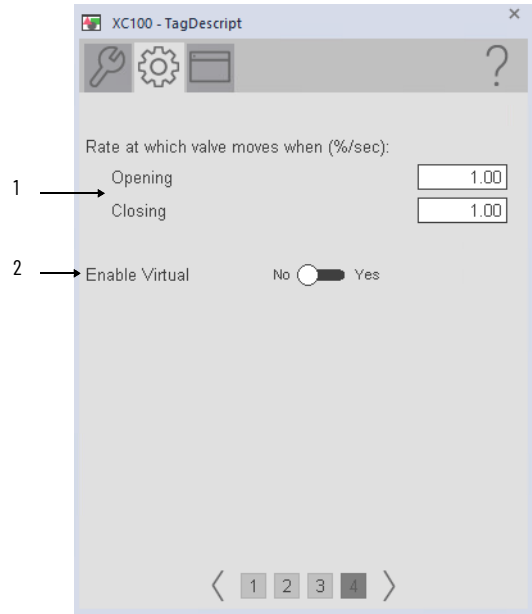 XC100 - TagDescript
×
?
Rate at which valve moves when (%/sec):
1
Opening 1.00
Closing 1.00
2
Enable Virtual No Yes
1 2 3 4